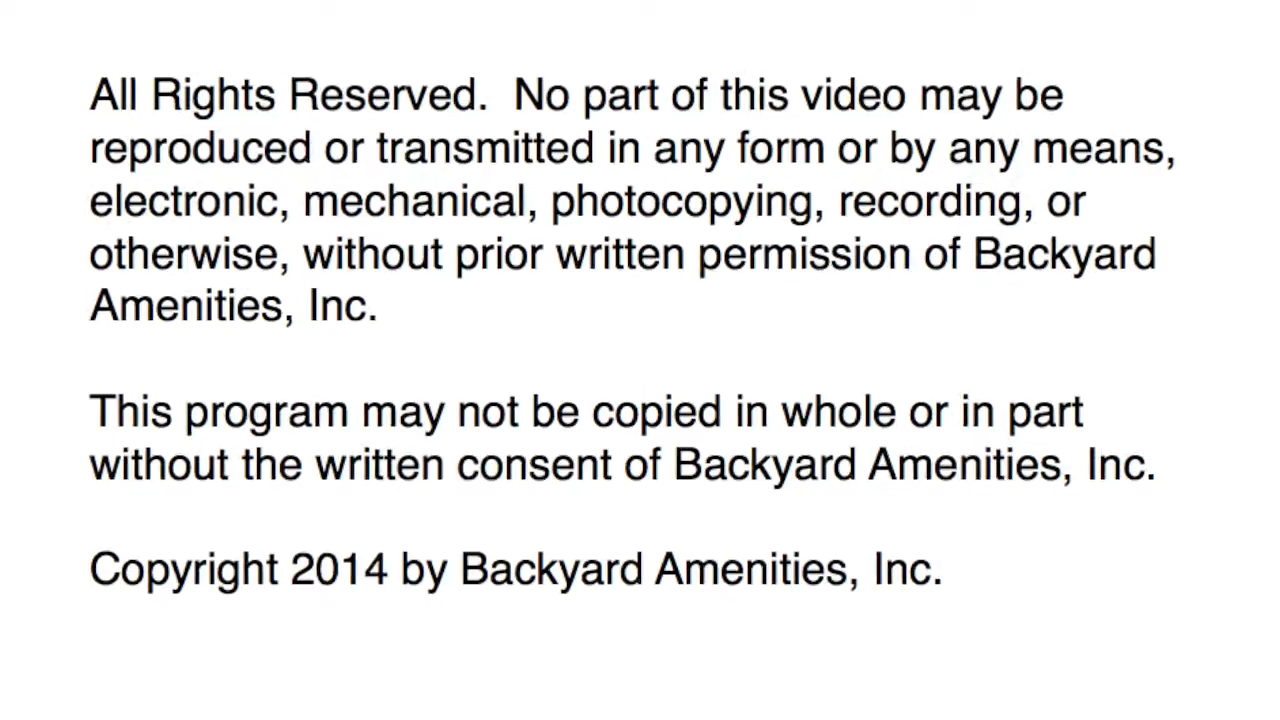 All Rights Reserved.  No part of this video may be
reproduced or transmitted in any form or by any means,
electronic, mechanical, photocopying, recording, or
otherwise, without prior written permission of Backyard
Amenities, Inc.
This program may not be copied in whole or in part
without the written consent of Backyard Amenities, Inc.
Copyright 2014 by Backyard Amenities, Inc.